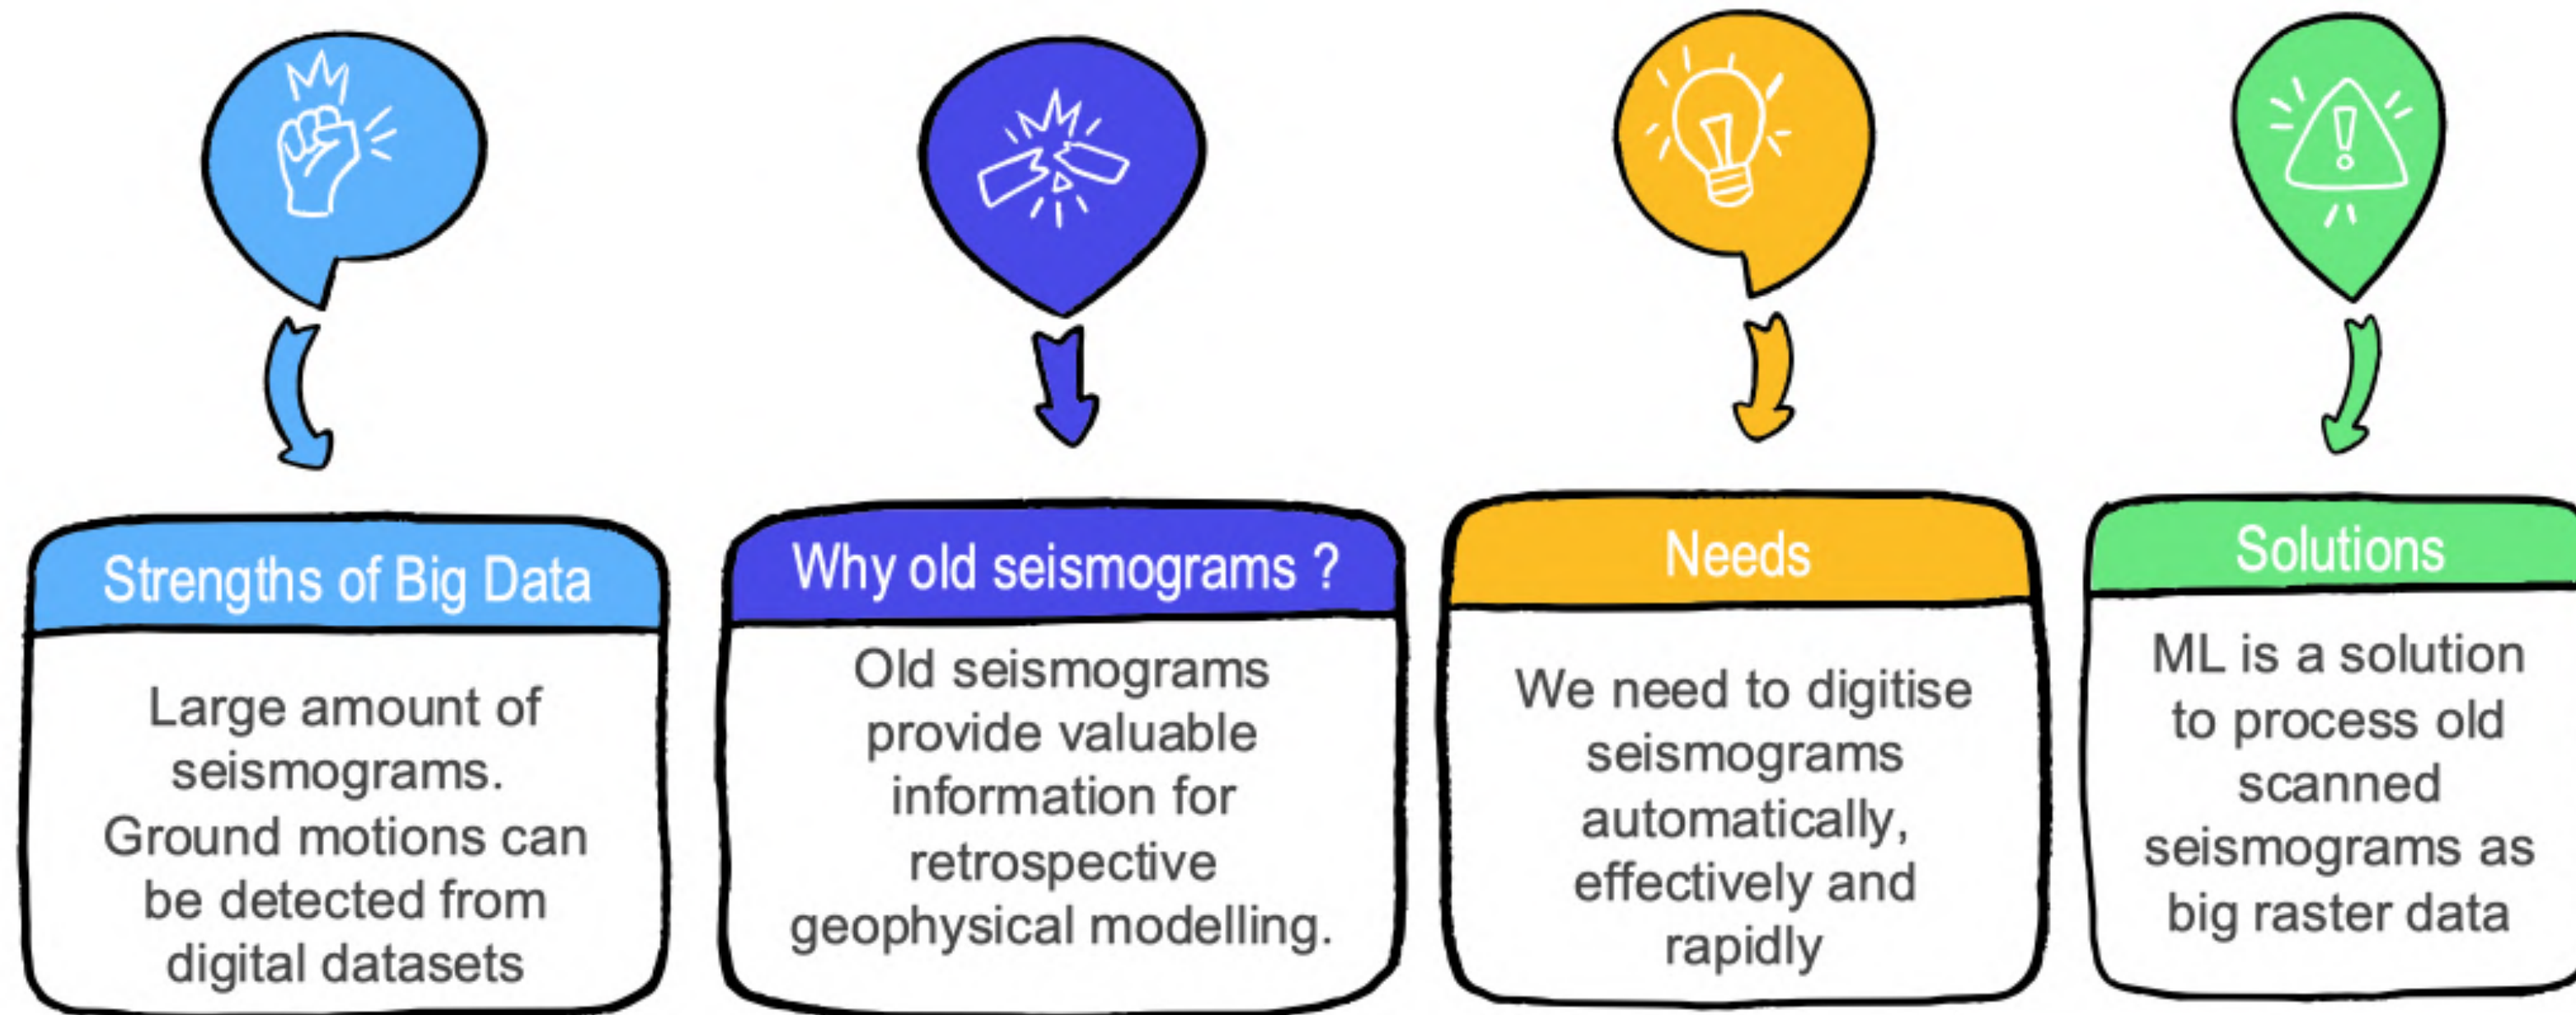 Strengths of Big Data
Large amount of
seismograms.
Ground motions can
be detected from
digital datasets
Why old seismograms ?
Old seismograms
provide valuable
information for
retrospective
geophysical modelling.
Needs
We need to digitise
seismograms
automatically,
effectively and
rapidly
Solutions
ML is a solution
to process old
scanned
seismograms as
big raster data